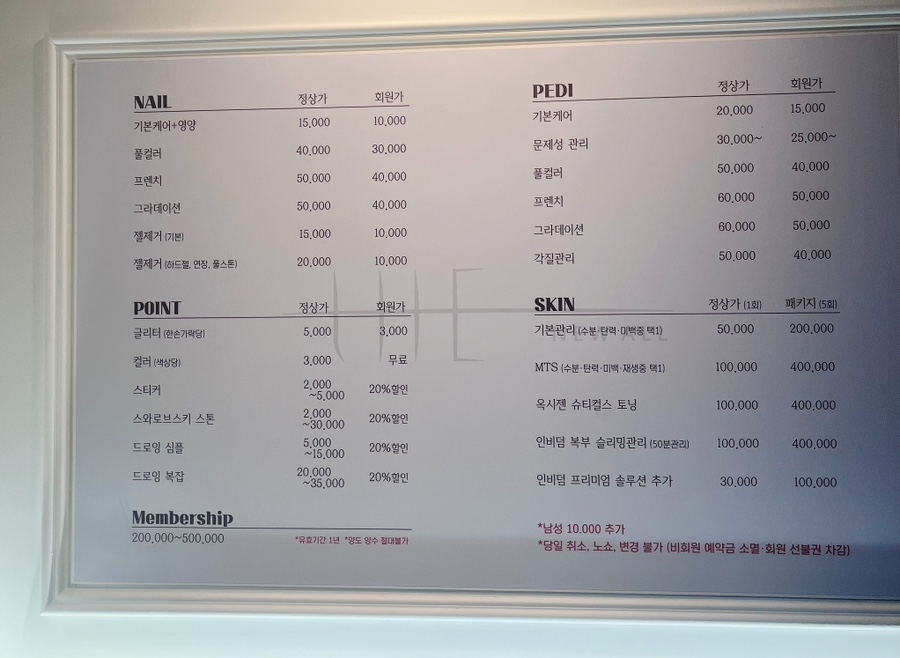 NAIL 정상가 회원가
기본케어+영양 15,000 10,000
풀컬러 40,000 30,000
프렌치 50,000 40,000
그라데이션 50,000 40,000
젤제거 (기본) 15,000 10,000
젤제거 (하드젤, 연장, 풀스톤) 20,000 10,000
POINT 정상가 회원가
글리터 (한손가락당) 5,000 3,000
컬러 (색상당) 3,000 무료
스티커 2,000 ~5,000 20%할인
스와로브스키 스톤 2,000 ~30,000 20%할인
드로잉 심플 5,000 ~15,000 20%할인
드로잉 복잡 20,000 ~35,000 20%할인
Membership
200,000~500,000 *유효기간 1년 *양도 양수 절대불가
PEDI 정상가 회원가
기본케어 20,000 15,000
문제성 관리 30,000~ 25,000~
풀컬러 50,000 40,000
프렌치 60,000 50,000
그라데이션 60,000 50,000
각질관리 50,000 40,000
SKIN 정상가 (1회) 패키지 (5회)
기본관리 (수분·탄력·미백중 택1) 50,000 200,000
NEW ALL
MTS (수분·탄력·미백·재생중 택1) 100,000 400,000
옥시젠 슈티컬스 토닝 100,000 400,000
인비덤 복부 슬리밍관리 (50분관리) 100,000 400,000
인비덤 프리미엄 솔루션 추가 30,000 100,000
*남성 10.000 추가
*당일 취소, 노쇼, 변경 불가 (비회원 예약금 소멸·회원 선불권 차감)